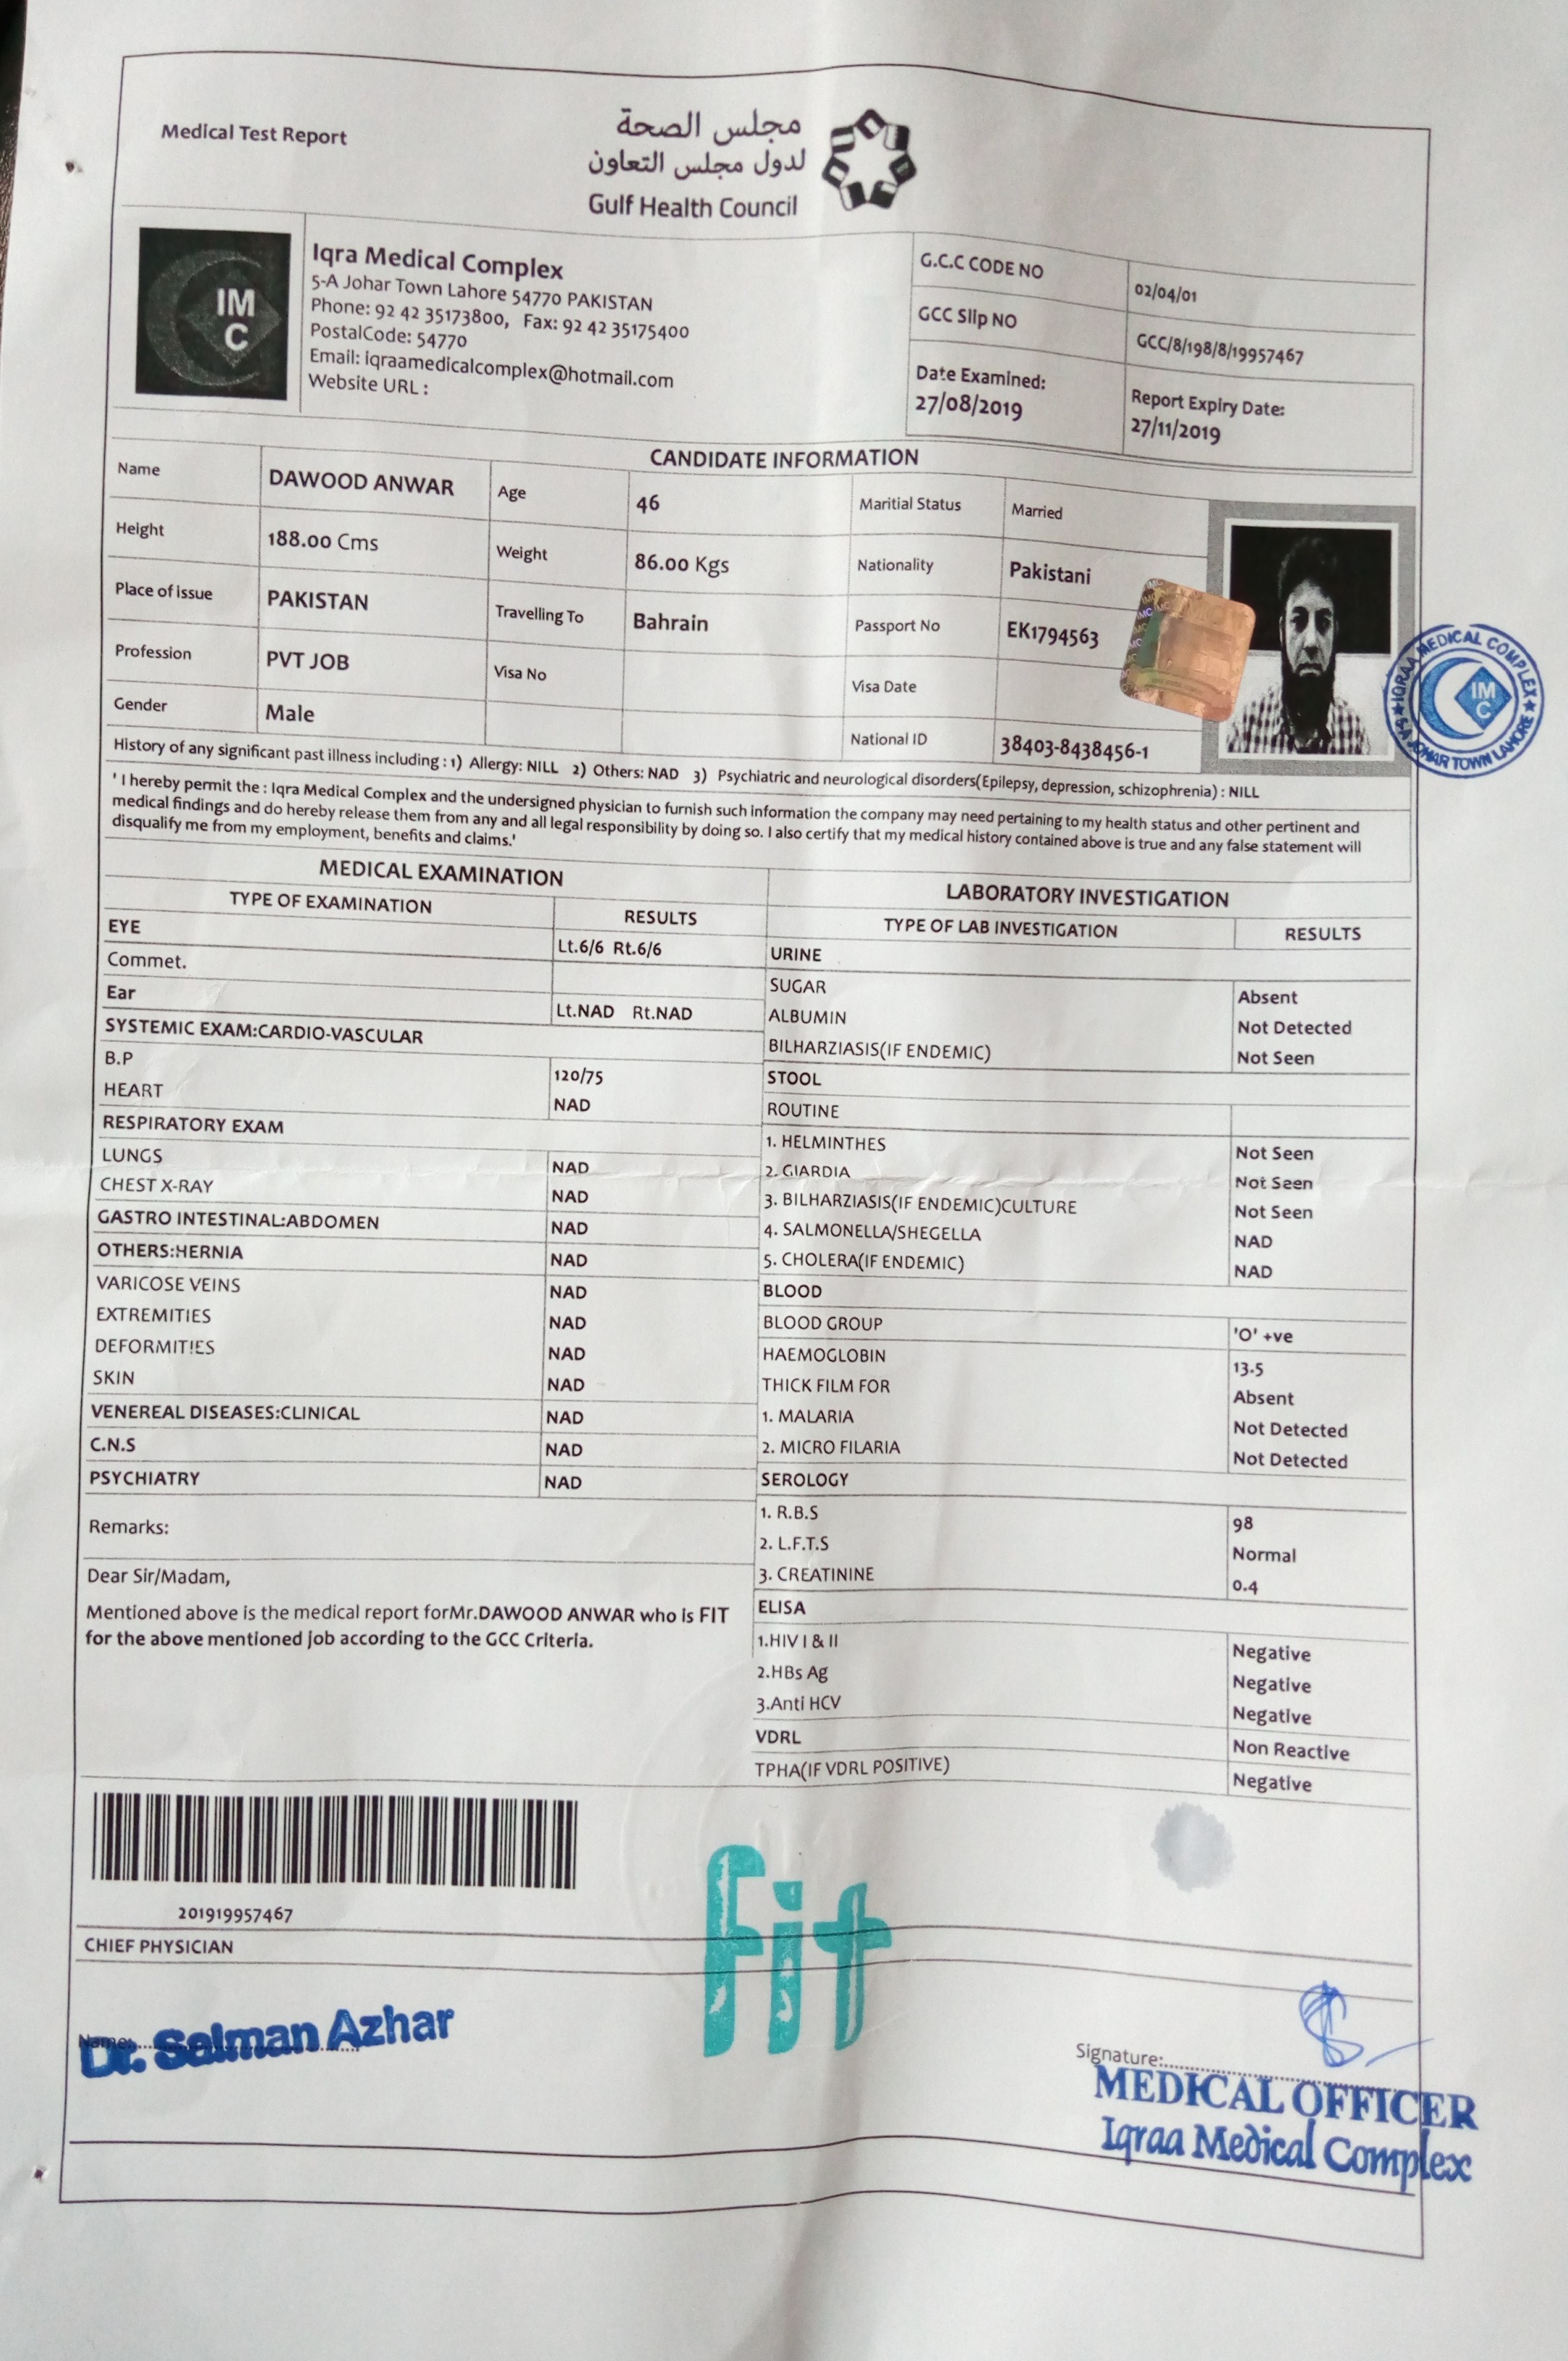 Medical Test Report
مجلس الصحة
لدول مجلس التعاون
Gulf Health Council
IM
C
Iqra Medical Complex
5-A Johar Town Lahore 54770 PAKISTAN
Phone: 92 42 35173800, Fax: 92 42 35175400
PostalCode: 54770
Email: iqraamedicalcomplex@hotmail.com
Website URL :
G.C.C CODE NO 02/04/01
GCC Slip NO GCC/8/198/8/19957467
Date Examined: 27/08/2019
Report Expiry Date: 27/11/2019
CANDIDATE INFORMATION
Name DAWOOD ANWAR Age 46 Maritial Status Married
Height 188.00 Cms Weight 86.00 Kgs Nationality Pakistani
Place of issue PAKISTAN Travelling To Bahrain Passport No EK1794563
Profession PVT JOB Visa No Visa Date
Gender Male National ID 38403-8438456-1
IQRAA MEDICAL COMPLEX
IM
C
5-A JOHAR TOWN LAHORE
History of any significant past illness including : 1) Allergy: NILL 2) Others: NAD 3) Psychiatric and neurological disorders(Epilepsy, depression, schizophrenia) : NILL
' I hereby permit the : Iqra Medical Complex and the undersigned physician to furnish such information the company may need pertaining to my health status and other pertinent and
medical findings and do hereby release them from any and all legal responsibility by doing so. I also certify that my medical history contained above is true and any false statement will
disqualify me from my employment, benefits and claims.'
MEDICAL EXAMINATION
TYPE OF EXAMINATION RESULTS
EYE Lt.6/6 Rt.6/6
Commet.
Ear Lt.NAD Rt.NAD
SYSTEMIC EXAM:CARDIO-VASCULAR
B.P 120/75
HEART NAD
RESPIRATORY EXAM
LUNGS NAD
CHEST X-RAY NAD
GASTRO INTESTINAL:ABDOMEN NAD
OTHERS:HERNIA NAD
VARICOSE VEINS NAD
EXTREMITIES NAD
DEFORMITIES NAD
SKIN NAD
VENEREAL DISEASES:CLINICAL NAD
C.N.S NAD
PSYCHIATRY NAD
Remarks:
Dear Sir/Madam,
Mentioned above is the medical report forMr.DAWOOD ANWAR who is FIT
for the above mentioned job according to the GCC Criteria.
LABORATORY INVESTIGATION
TYPE OF LAB INVESTIGATION RESULTS
URINE
SUGAR Absent
ALBUMIN Not Detected
BILHARZIASIS(IF ENDEMIC) Not Seen
STOOL
ROUTINE
1. HELMINTHES Not Seen
2. GIARDIA Not Seen
3. BILHARZIASIS(IF ENDEMIC)CULTURE Not Seen
4. SALMONELLA/SHEGELLA NAD
5. CHOLERA(IF ENDEMIC) NAD
BLOOD
BLOOD GROUP 'O' +ve
HAEMOGLOBIN 13.5
THICK FILM FOR Absent
1. MALARIA Not Detected
2. MICRO FILARIA Not Detected
SEROLOGY
1. R.B.S 98
2. L.F.T.S Normal
3. CREATININE 0.4
ELISA
1.HIV I & II Negative
2.HBs Ag Negative
3.Anti HCV Negative
VDRL Non Reactive
TPHA(IF VDRL POSITIVE) Negative
201919957467
fit
CHIEF PHYSICIAN
Name:
Dr. Salman Azhar
Signature:
MEDICAL OFFICER
Iqraa Medical Complex